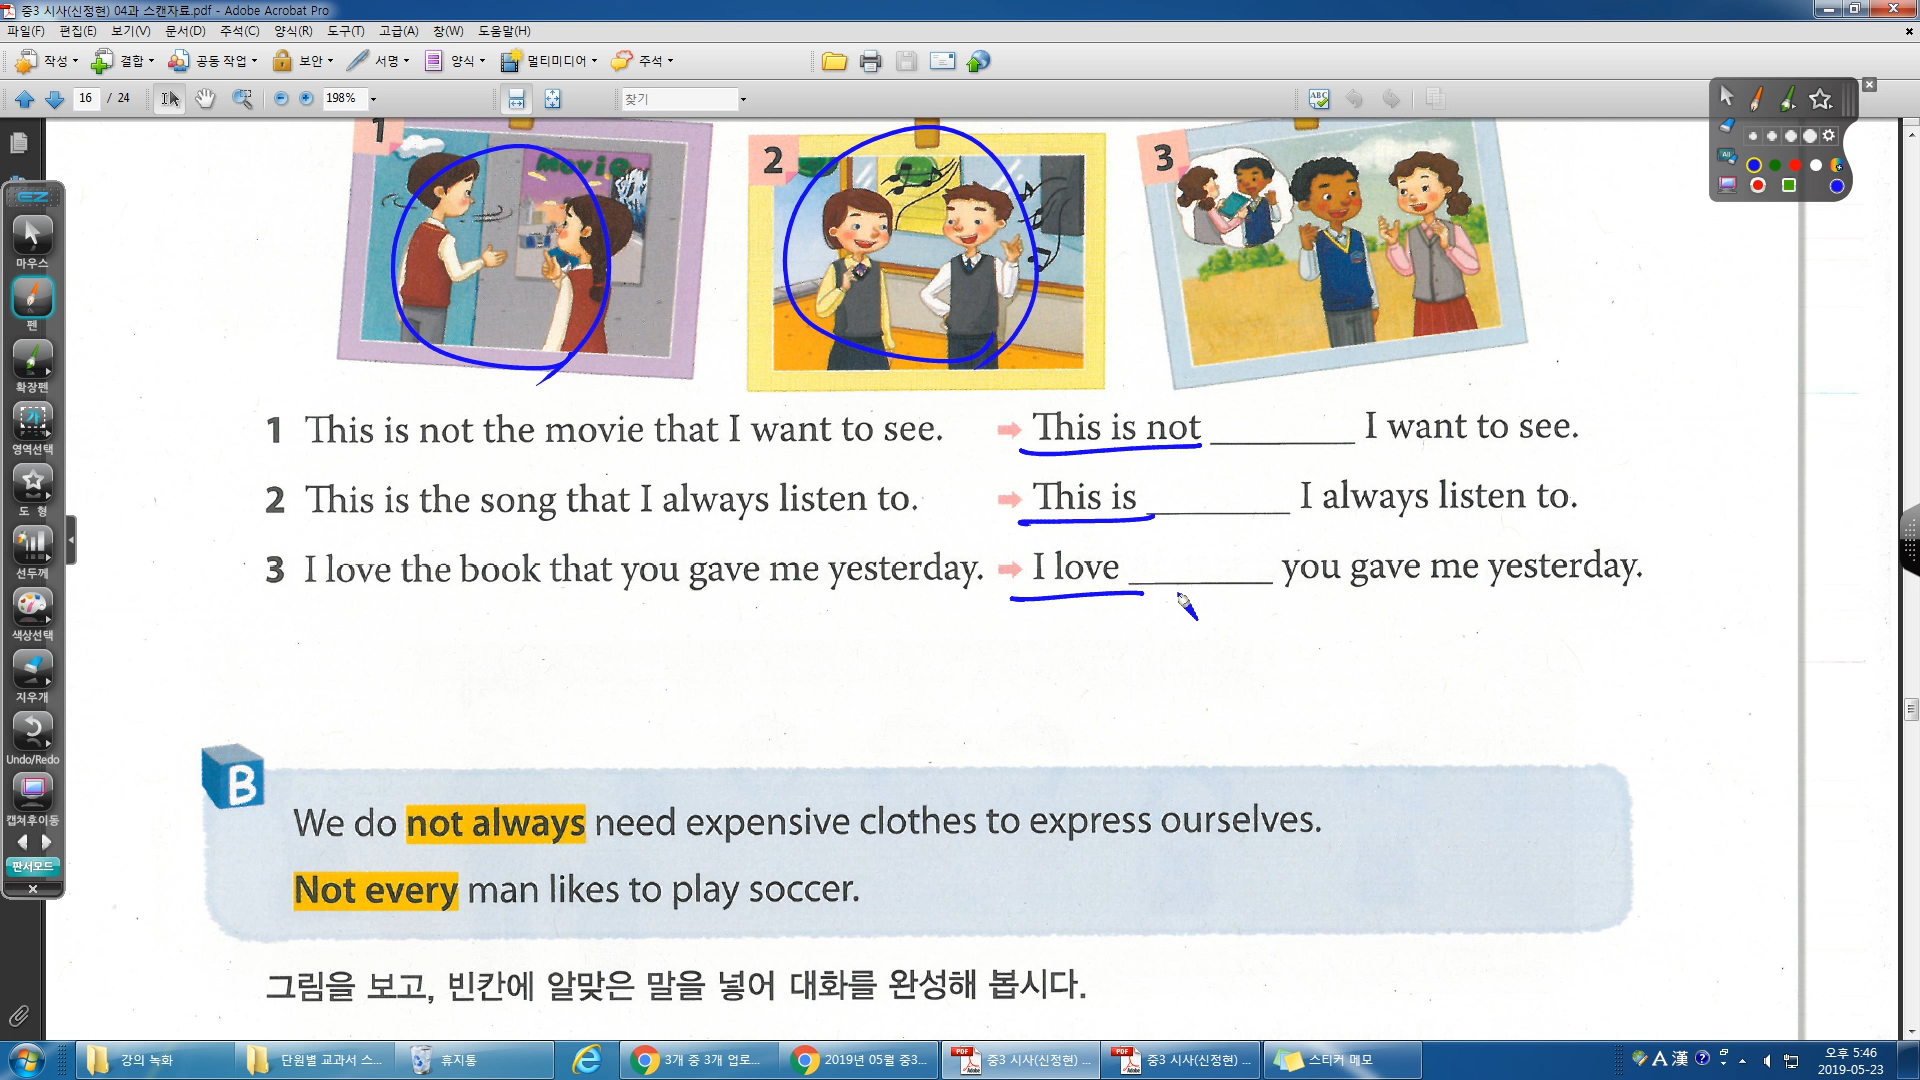 중3 시사(신정현) 04과 스캔자료.pdf - Adobe Acrobat Pro
파일(F) 편집(E) 보기(V) 문서(D) 주석(C) 양식(R) 도구(T) 고급(A) 창(W) 도움말(H)
작성 결합 공동 작업 보안 서명 양식 멀티미디어 주석
16 / 24 198% 찾기
ABC
EZ
마우스
펜
확장펜
영역선택
도 형
선두께
색상선택
지우개
Undo/Redo
캡쳐후이동
판서모드
1
Movie
2
3
1 This is not the movie that I want to see. This is not ________ I want to see.
2 This is the song that I always listen to. This is ________ I always listen to.
3 I love the book that you gave me yesterday. I love ________ you gave me yesterday.
B
We do not always need expensive clothes to express ourselves.
Not every man likes to play soccer.
그림을 보고, 빈칸에 알맞은 말을 넣어 대화를 완성해 봅시다.
강의 녹화 단원별 교과서 스... 휴지통 3개 중 3개 업로... 2019년 05월 중3... 중3 시사(신정현) ... 중3 시사(신정현) ... 스티커 메모
A 漢
오후 5:46
2019-05-23